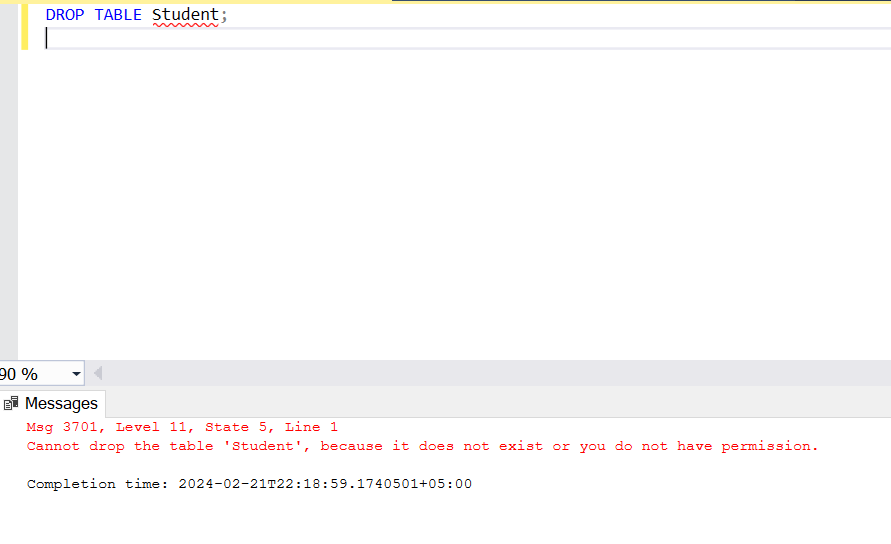 DROP TABLE Student;
90 %
Messages
Msg 3701, Level 11, State 5, Line 1
Cannot drop the table 'Student', because it does not exist or you do not have permission.
Completion time: 2024-02-21T22:18:59.1740501+05:00